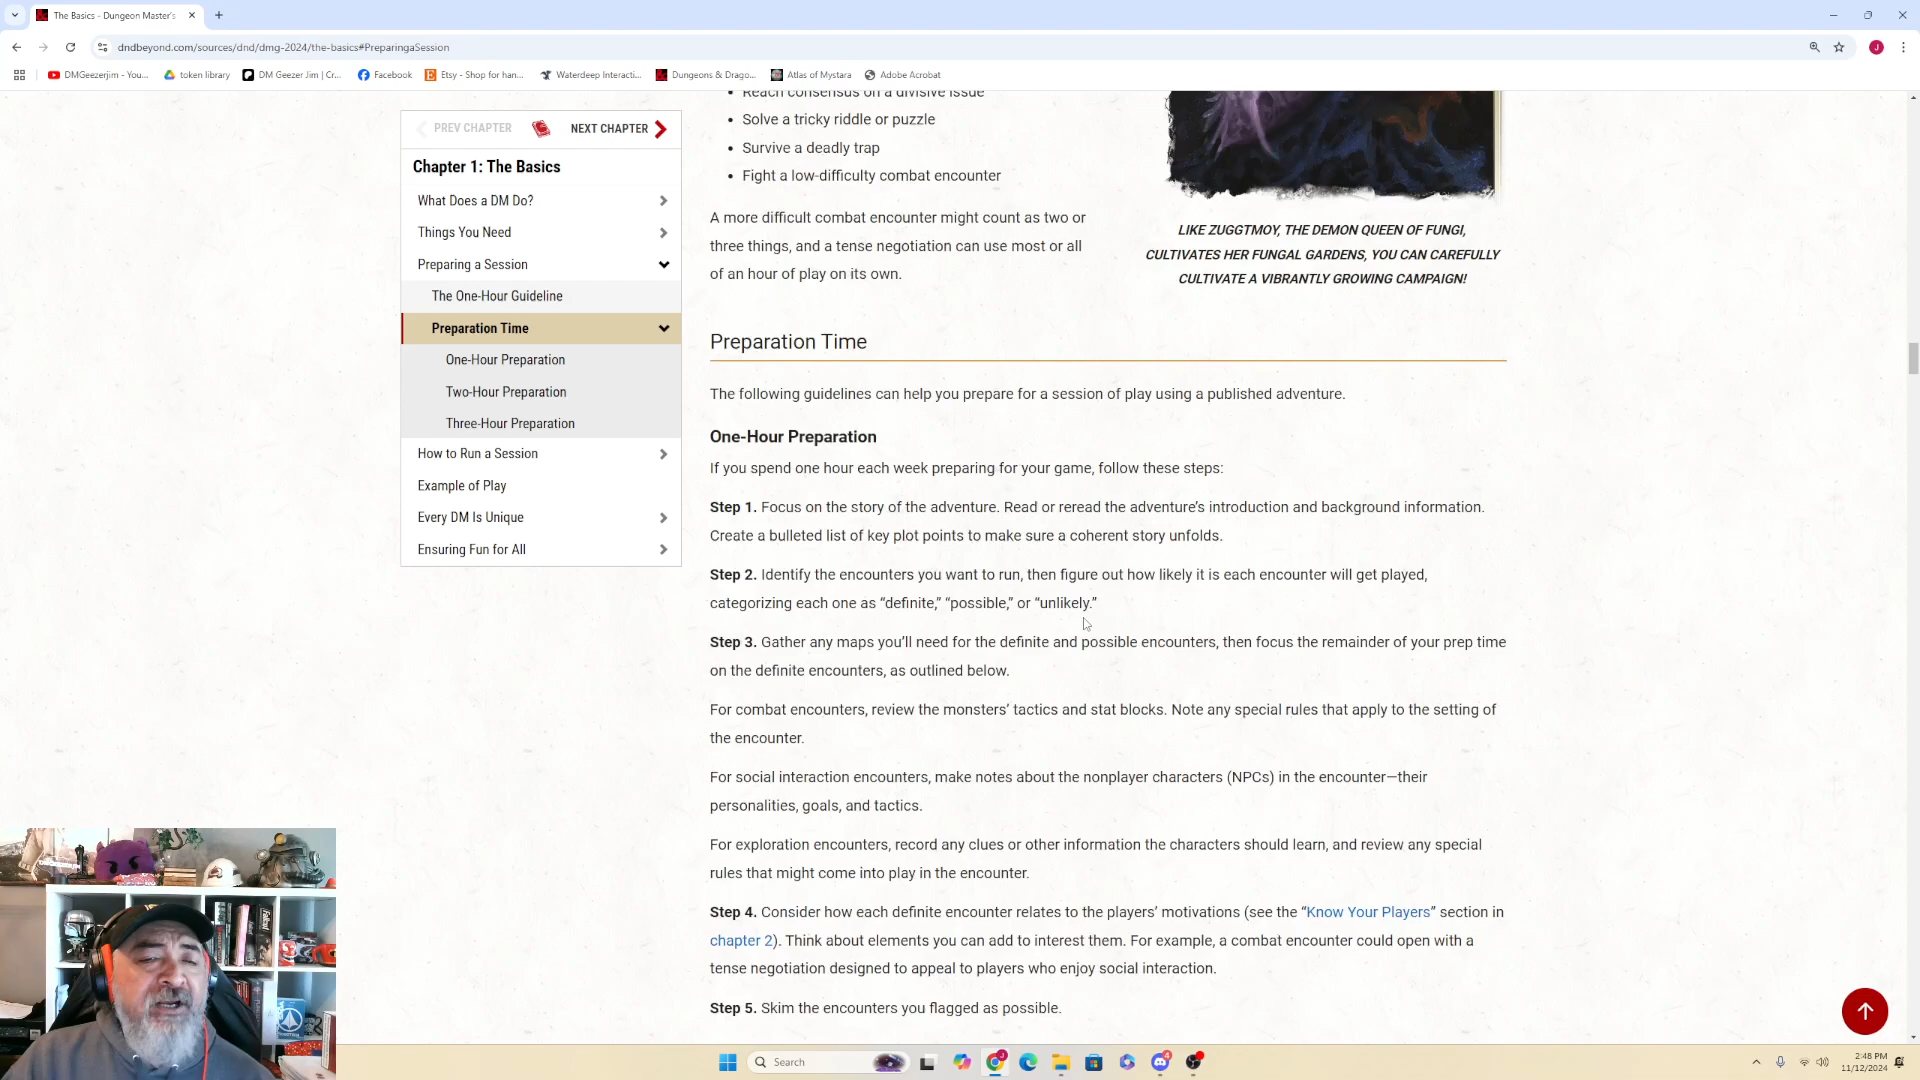 The Basics - Dungeon Master's
dndbeyond.com/sources/dnd/dmg-2024/the-basics#PreparingaSession
DMGeezerjim - You...
token library
DM Geezer Jim | Cr...
Facebook
Etsy - Shop for han...
Waterdeep Interacti...
Dungeons & Drago...
Atlas of Mystara
Adobe Acrobat
PREV CHAPTER
NEXT CHAPTER
Chapter 1: The Basics
What Does a DM Do?
Things You Need
Preparing a Session
The One-Hour Guideline
Preparation Time
One-Hour Preparation
Two-Hour Preparation
Three-Hour Preparation
How to Run a Session
Example of Play
Every DM Is Unique
Ensuring Fun for All
• Reach consensus on a divisive issue
• Solve a tricky riddle or puzzle
• Survive a deadly trap
• Fight a low-difficulty combat encounter
A more difficult combat encounter might count as two or
three things, and a tense negotiation can use most or all
of an hour of play on its own.
LIKE ZUGGTMOY, THE DEMON QUEEN OF FUNGI,
CULTIVATES HER FUNGAL GARDENS, YOU CAN CAREFULLY
CULTIVATE A VIBRANTLY GROWING CAMPAIGN!
Preparation Time
The following guidelines can help you prepare for a session of play using a published adventure.
One-Hour Preparation
If you spend one hour each week preparing for your game, follow these steps:
Step 1. Focus on the story of the adventure. Read or reread the adventure's introduction and background information.
Create a bulleted list of key plot points to make sure a coherent story unfolds.
Step 2. Identify the encounters you want to run, then figure out how likely it is each encounter will get played,
categorizing each one as “definite,” “possible,” or “unlikely.”
Step 3. Gather any maps you'll need for the definite and possible encounters, then focus the remainder of your prep time
on the definite encounters, as outlined below.
For combat encounters, review the monsters' tactics and stat blocks. Note any special rules that apply to the setting of
the encounter.
For social interaction encounters, make notes about the nonplayer characters (NPCs) in the encounter—their
personalities, goals, and tactics.
For exploration encounters, record any clues or other information the characters should learn, and review any special
rules that might come into play in the encounter.
Step 4. Consider how each definite encounter relates to the players' motivations (see the “Know Your Players” section in
chapter 2). Think about elements you can add to interest them. For example, a combat encounter could open with a
tense negotiation designed to appeal to players who enjoy social interaction.
Step 5. Skim the encounters you flagged as possible.
Search
2:48 PM
11/12/2024